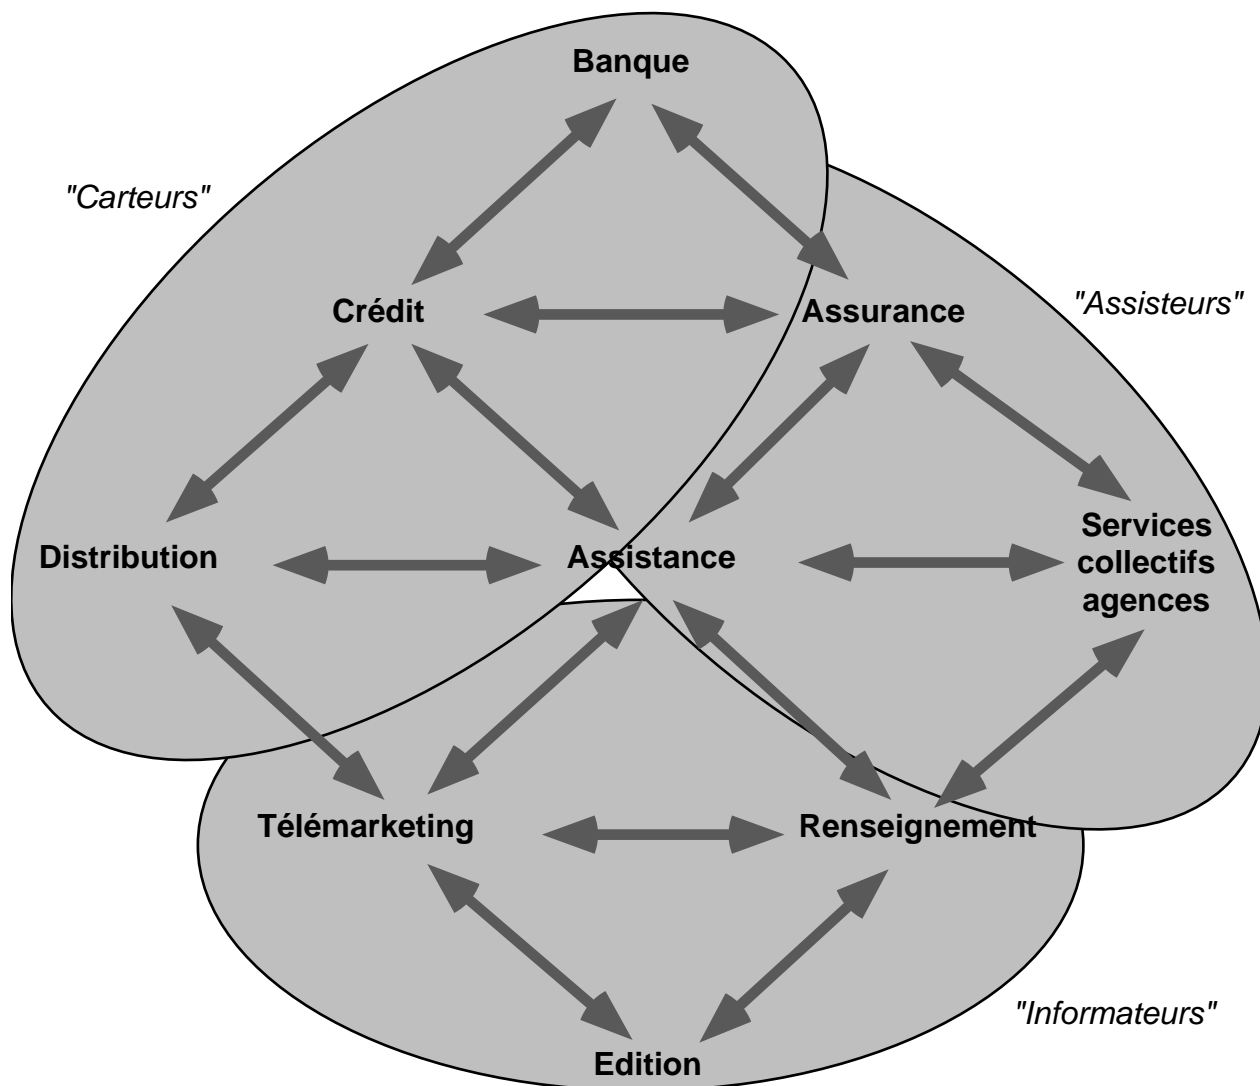 Banque
"Carteurs"
Crédit
Assurance
"Assisteurs"
Distribution
Assistance
Services
collectifs
agences
Télémarketing
Renseignement
"Informateurs"
Edition